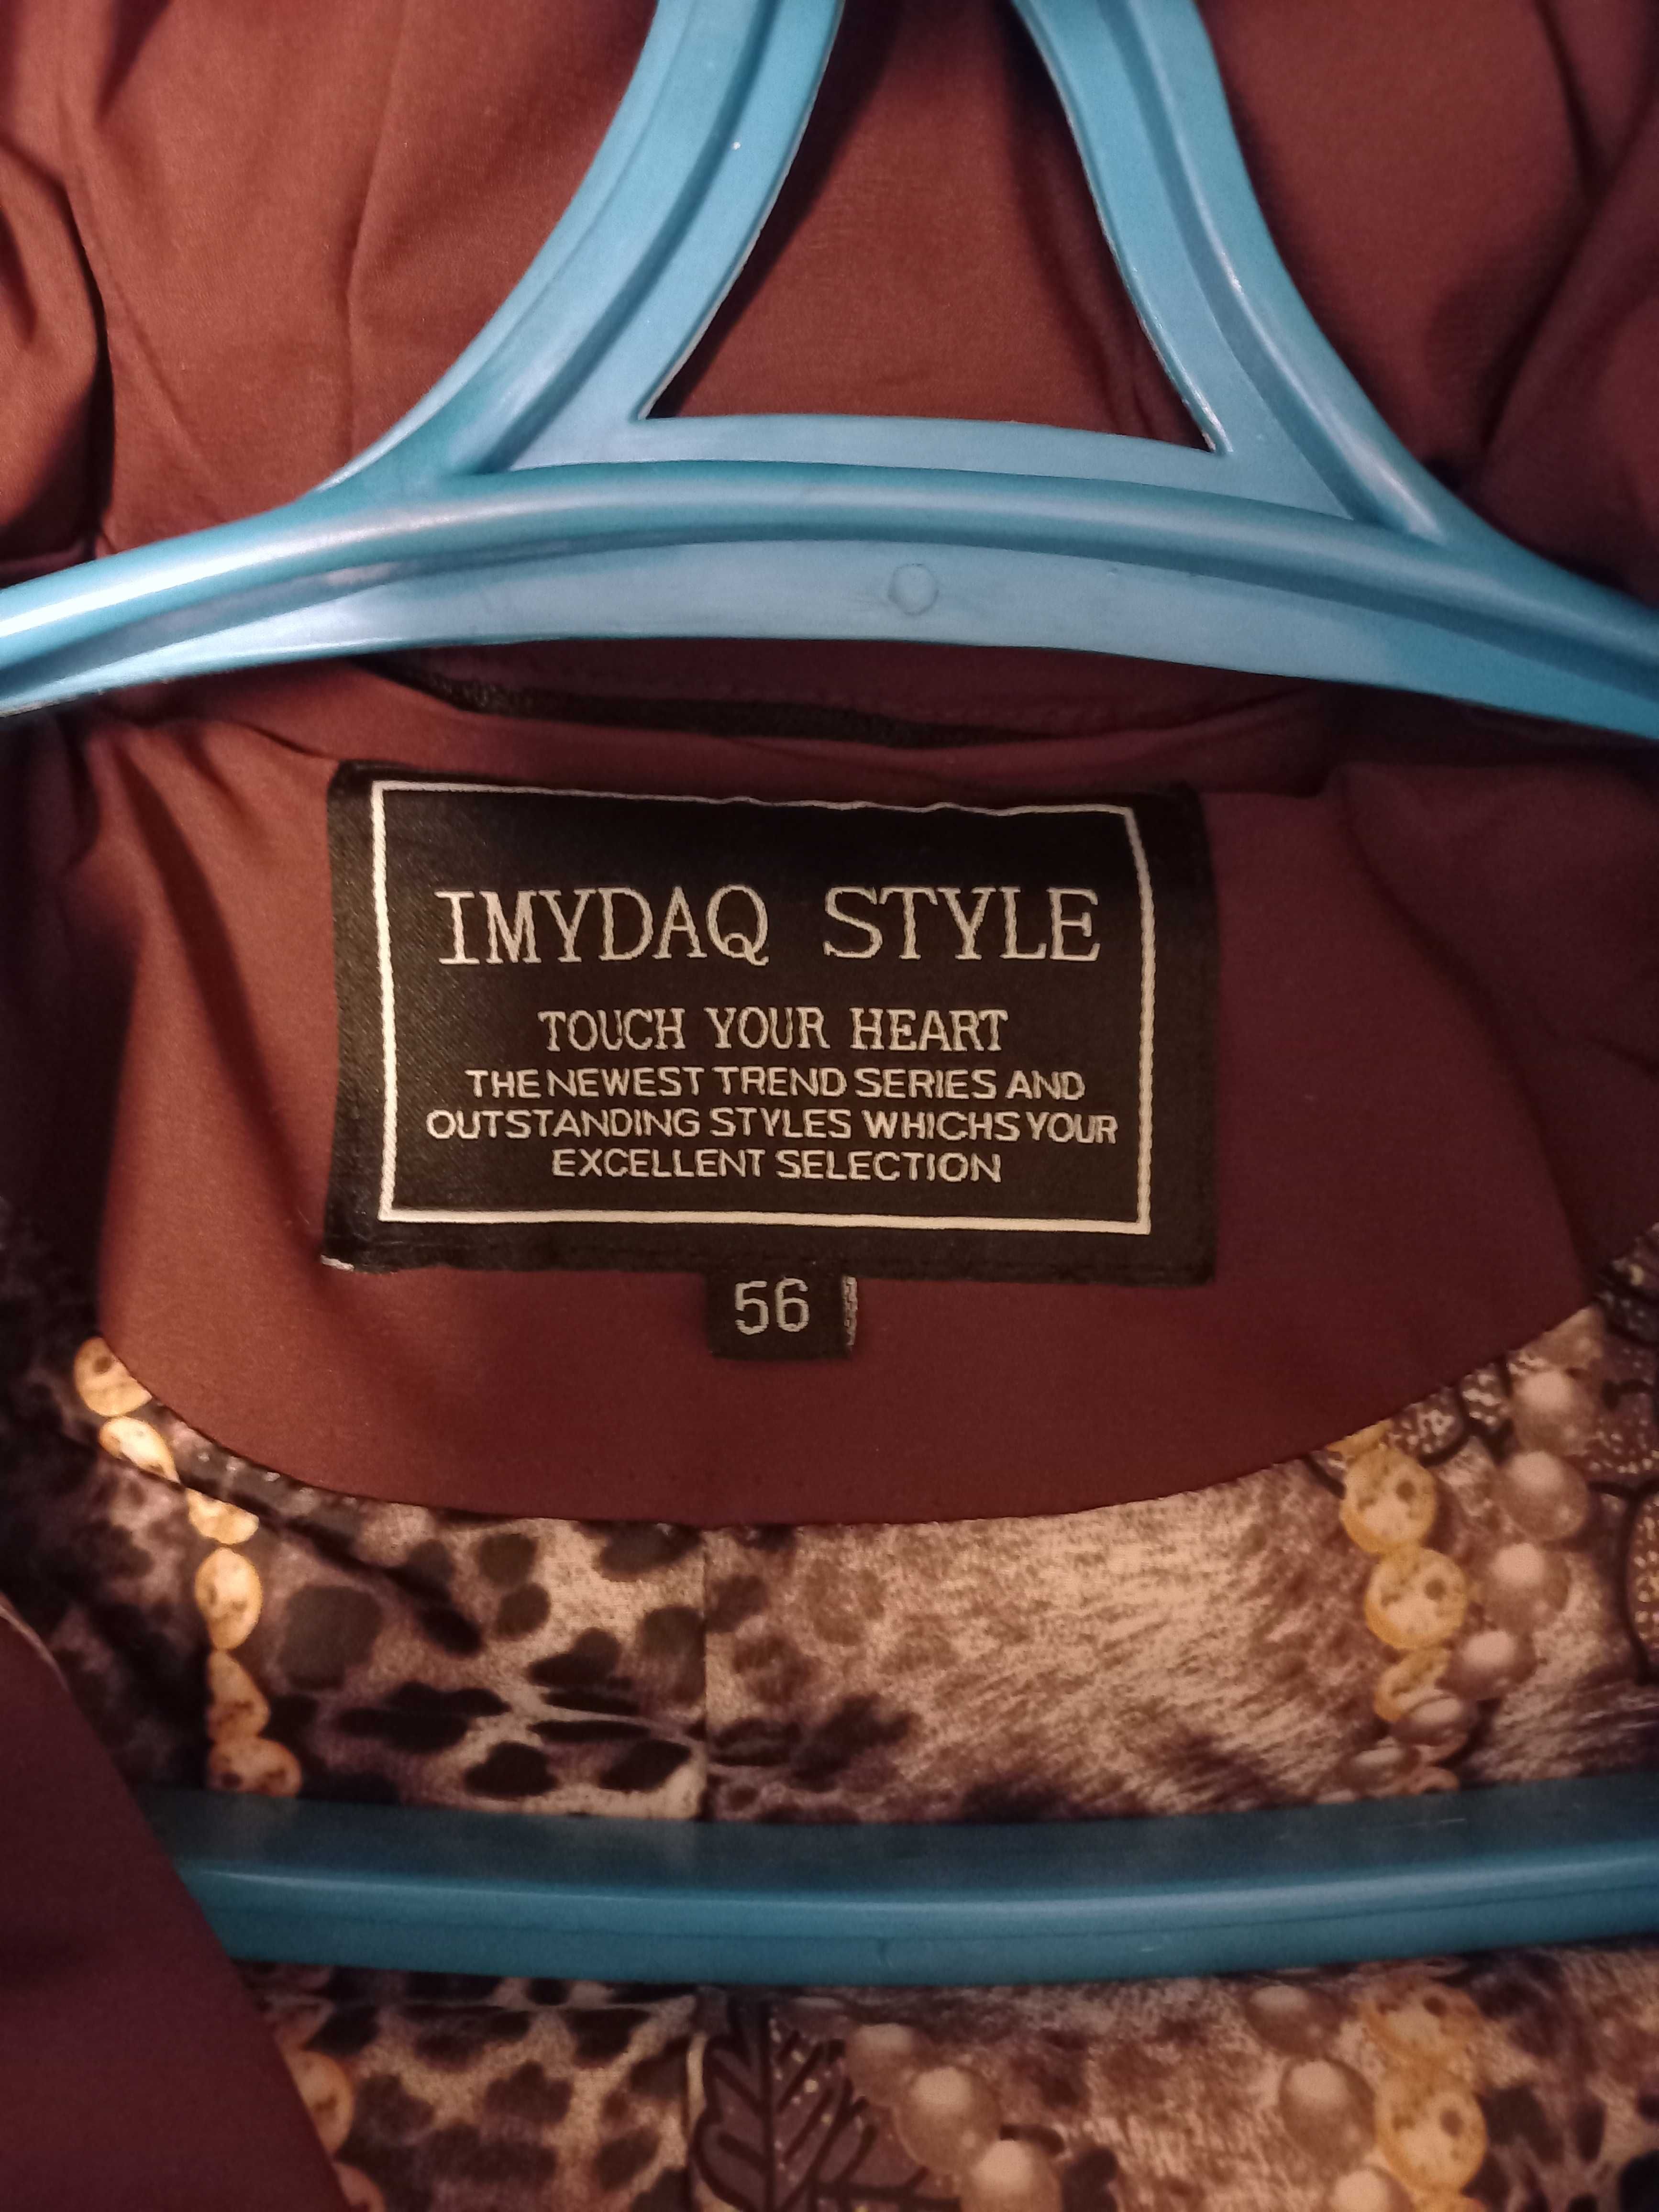 IMYDAQ STYLE
TOUCH YOUR HEART
THE NEWEST TREND SERIES AND
OUTSTANDING STYLES WHICHS YOUR
EXCELLENT SELECTION
56